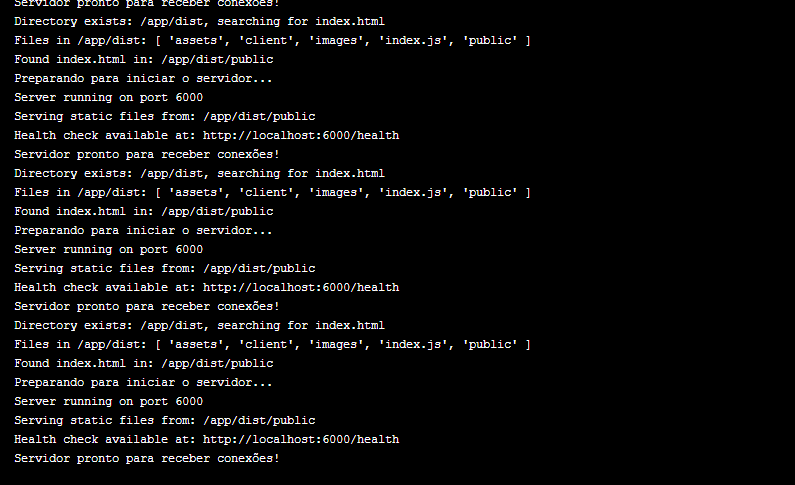 Servidor pronto para receber conexões!
Directory exists: /app/dist, searching for index.html
Files in /app/dist: [ 'assets', 'client', 'images', 'index.js', 'public' ]
Found index.html in: /app/dist/public
Preparando para iniciar o servidor...
Server running on port 6000
Serving static files from: /app/dist/public
Health check available at: http://localhost:6000/health
Servidor pronto para receber conexões!
Directory exists: /app/dist, searching for index.html
Files in /app/dist: [ 'assets', 'client', 'images', 'index.js', 'public' ]
Found index.html in: /app/dist/public
Preparando para iniciar o servidor...
Server running on port 6000
Serving static files from: /app/dist/public
Health check available at: http://localhost:6000/health
Servidor pronto para receber conexões!
Directory exists: /app/dist, searching for index.html
Files in /app/dist: [ 'assets', 'client', 'images', 'index.js', 'public' ]
Found index.html in: /app/dist/public
Preparando para iniciar o servidor...
Server running on port 6000
Serving static files from: /app/dist/public
Health check available at: http://localhost:6000/health
Servidor pronto para receber conexões!